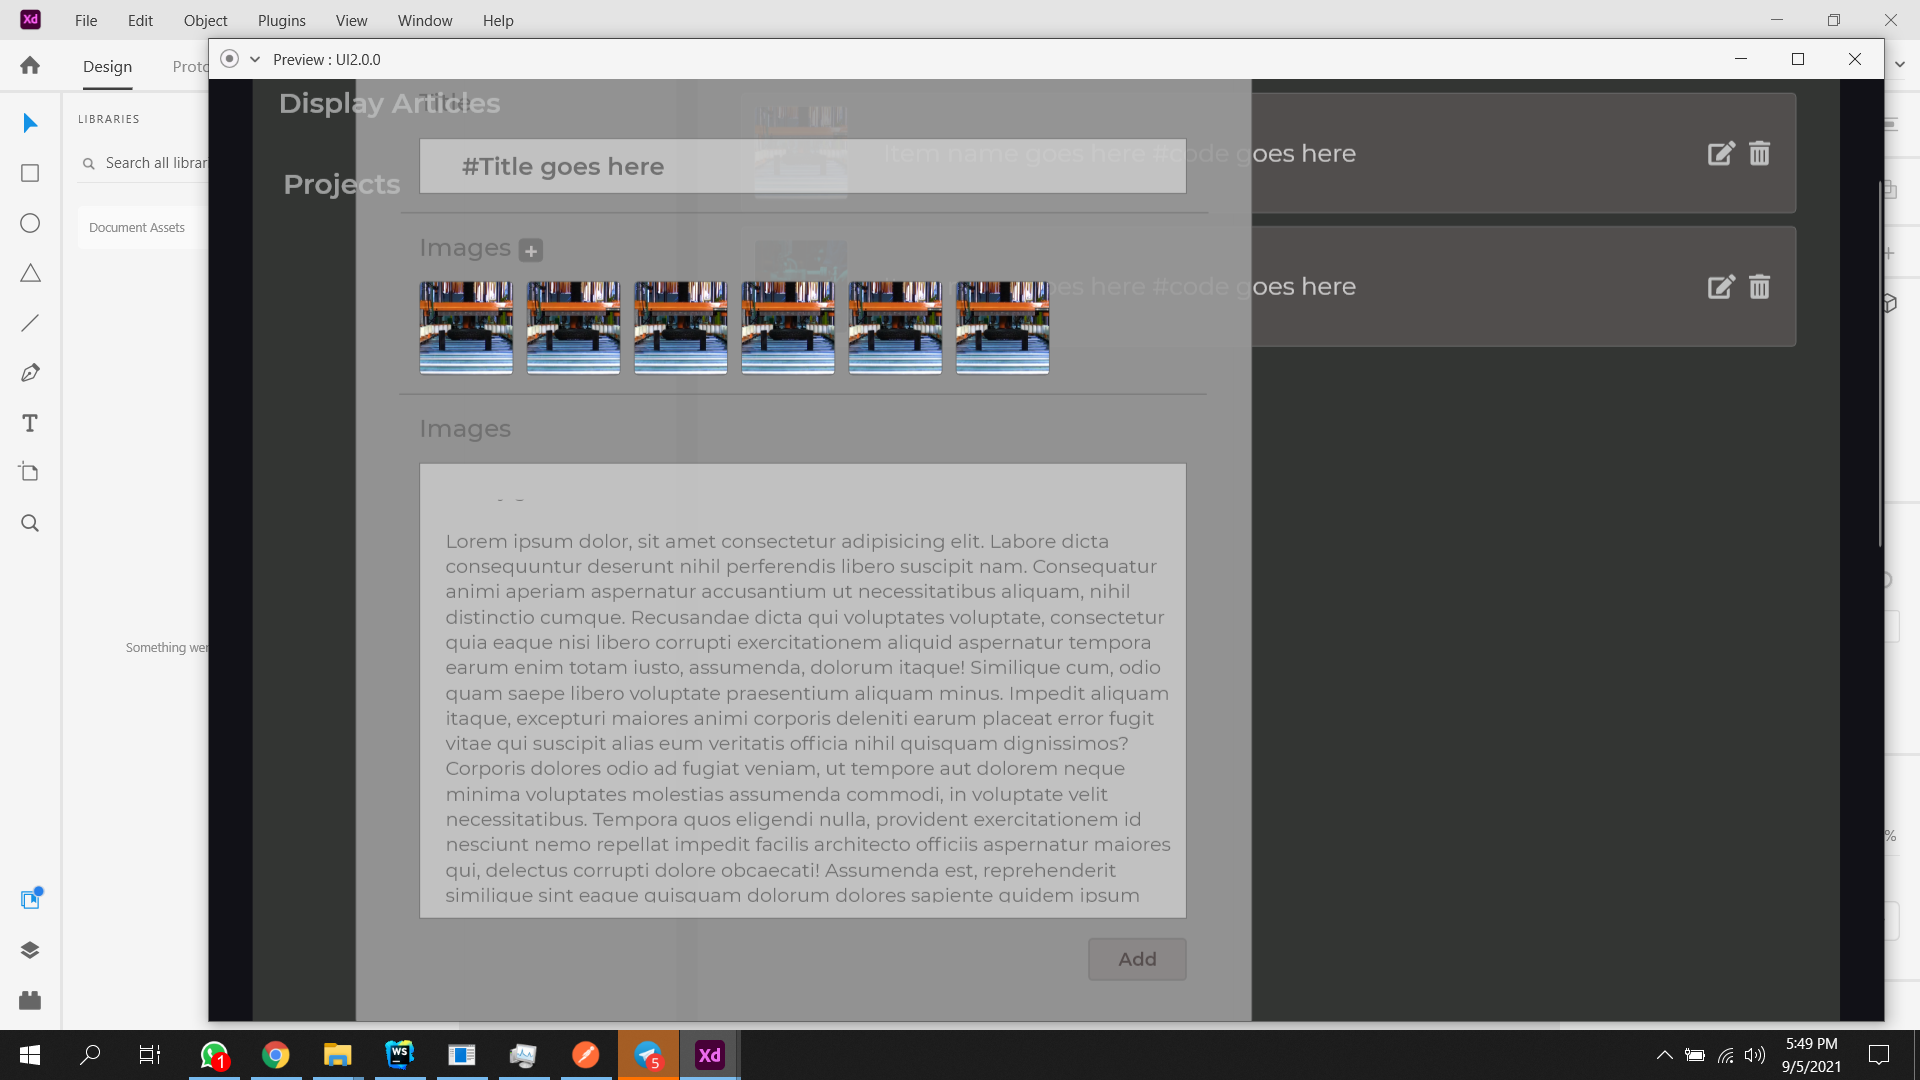 Xd File Edit Object Plugins View Window Help
Design Proto
Preview : UI2.0.0
LIBRARIES
Search all librar
Document Assets
Something wer
Display Articles
Title
Projects
#Title goes here
Item name goes here #code goes here
Images +
goes here #code goes here
Images
Lorem ipsum dolor, sit amet consectetur adipisicing elit. Labore dicta
consequuntur deserunt nihil perferendis libero suscipit nam. Consequatur
animi aperiam aspernatur accusantium ut necessitatibus aliquam, nihil
distinctio cumque. Recusandae dicta qui voluptates voluptate, consectetur
quia eaque nisi libero corrupti exercitationem aliquid aspernatur tempora
earum enim totam iusto, assumenda, dolorum itaque! Similique cum, odio
quam saepe libero voluptate praesentium aliquam minus. Impedit aliquam
itaque, excepturi maiores animi corporis deleniti earum placeat error fugit
vitae qui suscipit alias eum veritatis officia nihil quisquam dignissimos?
Corporis dolores odio ad fugiat veniam, ut tempore aut dolorem neque
minima voluptates molestias assumenda commodi, in voluptate velit
necessitatibus. Tempora quos eligendi nulla, provident exercitationem id
nesciunt nemo repellat impedit facilis architecto officiis aspernatur maiores
qui, delectus corrupti dolore obcaecati! Assumenda est, reprehenderit
similique sint eaque quisquam dolorum dolores sapiente quidem ipsum
Add
%
1
WS
5
Xd
5:49 PM
9/5/2021